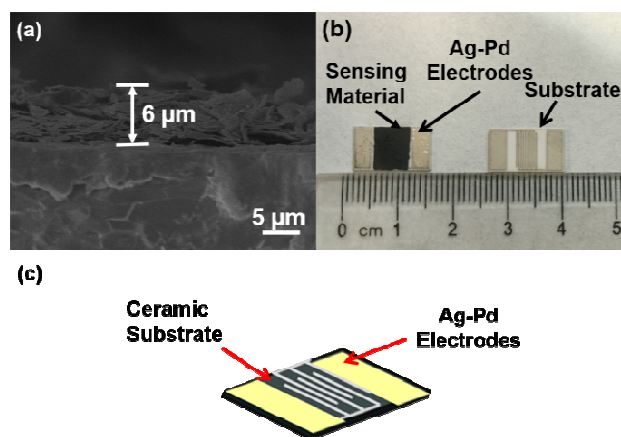 (a)
6 µm
5 µm
(b)
Ag-Pd
Electrodes
Sensing
Material
Substrate
0 cm 1 2 3 4 5
(c)
Ceramic
Substrate
Ag-Pd
Electrodes